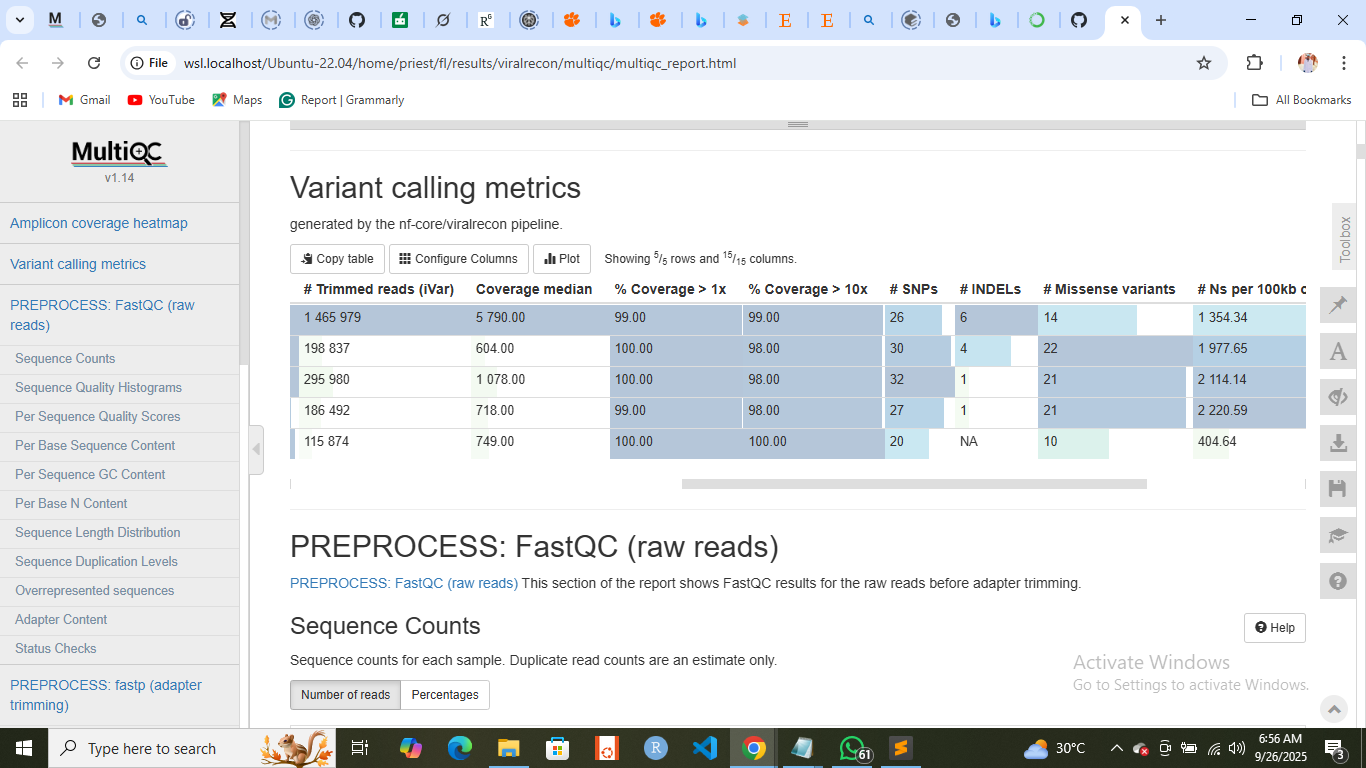 File wsl.localhost/Ubuntu-22.04/home/priest/fl/results/viralrecon/multiqc/multiqc_report.html
Gmail YouTube Maps Report | Grammarly All Bookmarks
MultiQC
v1.14
Amplicon coverage heatmap
Variant calling metrics
PREPROCESS: FastQC (raw
reads)
Sequence Counts
Sequence Quality Histograms
Per Sequence Quality Scores
Per Base Sequence Content
Per Sequence GC Content
Per Base N Content
Sequence Length Distribution
Sequence Duplication Levels
Overrepresented sequences
Adapter Content
Status Checks
PREPROCESS: fastp (adapter
trimming)
Variant calling metrics
generated by the nf-core/viralrecon pipeline.
Copy table Configure Columns Plot Showing 5/5 rows and 15/15 columns.
# Trimmed reads (iVar) Coverage median % Coverage > 1x % Coverage > 10x # SNPs # INDELs # Missense variants # Ns per 100kb c
1 465 979 5 790.00 99.00 99.00 26 6 14 1 354.34
198 837 604.00 100.00 98.00 30 4 22 1 977.65
295 980 1 078.00 100.00 98.00 32 1 21 2 114.14
186 492 718.00 99.00 98.00 27 1 21 2 220.59
115 874 749.00 100.00 100.00 20 NA 10 404.64
PREPROCESS: FastQC (raw reads)
PREPROCESS: FastQC (raw reads) This section of the report shows FastQC results for the raw reads before adapter trimming.
Sequence Counts
Help
Sequence counts for each sample. Duplicate read counts are an estimate only.
Number of reads Percentages
Toolbox
Activate Windows
Go to Settings to activate Windows.
Type here to search
61
30°C
6:56 AM
9/26/2025
3